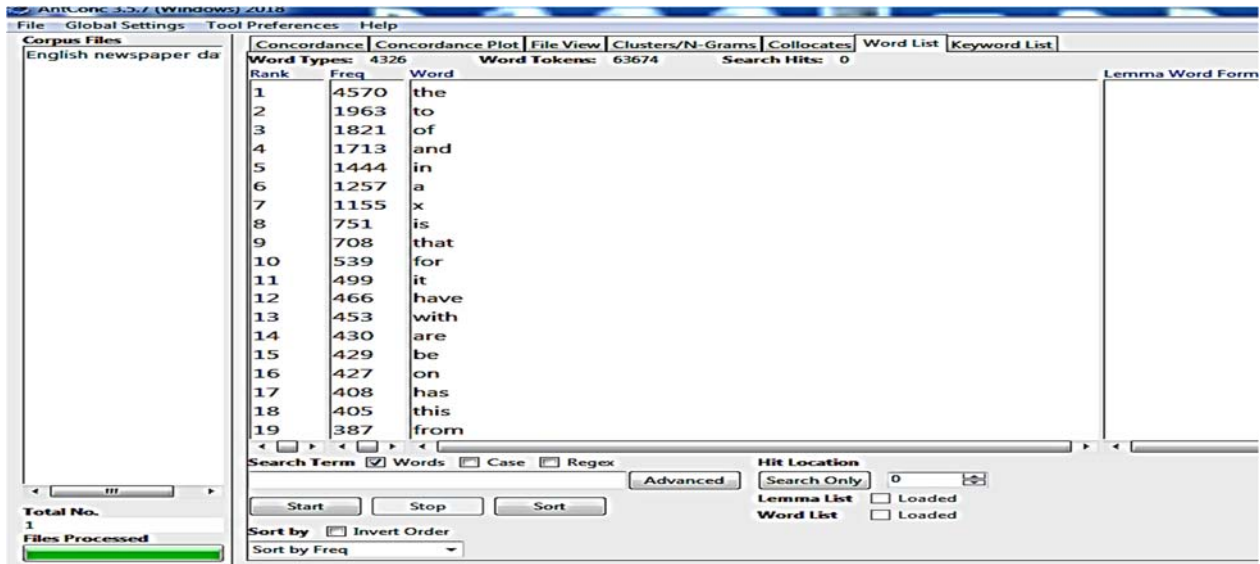 AntConc 3.5.7 (Windows) 2018
File Global Settings Tool Preferences Help
Corpus Files
English newspaper da
Concordance Concordance Plot File View Clusters/N-Grams Collocates Word List Keyword List
Word Types: 4326 Word Tokens: 63674 Search Hits: 0
Rank Freq Word Lemma Word Form
1 4570 the
2 1963 to
3 1821 of
4 1713 and
5 1444 in
6 1257 a
7 1155 x
8 751 is
9 708 that
10 539 for
11 499 it
12 466 have
13 453 with
14 430 are
15 429 be
16 427 on
17 408 has
18 405 this
19 387 from
Search Term Words Case Regex Hit Location
Advanced Search Only 0
Lemma List Loaded
Start Stop Sort
Word List Loaded
Total No.
1
Files Processed
Sort by Invert Order
Sort by Freq